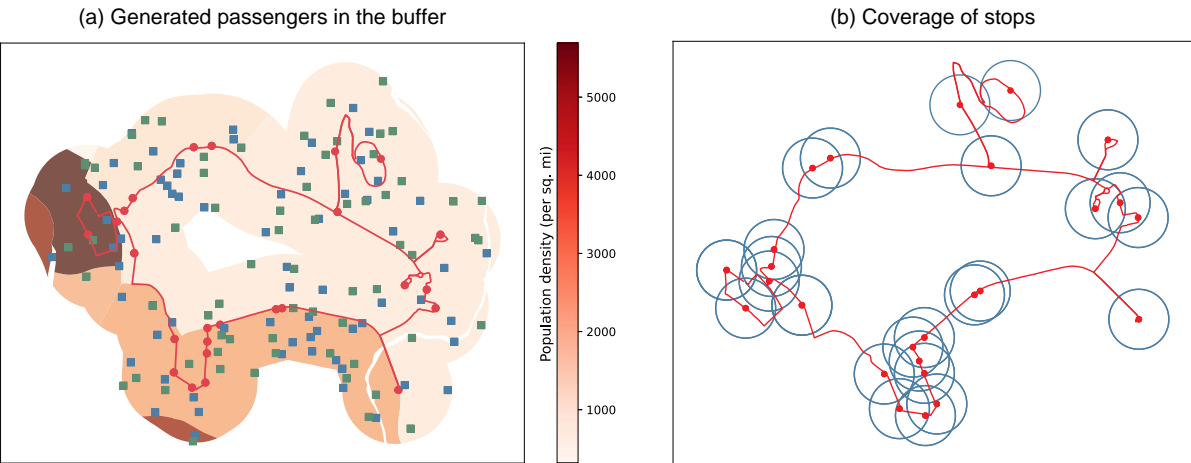 (a) Generated passengers in the buffer
(b) Coverage of stops
5000
4000
3000
2000
1000
Population density (per sq. mi)